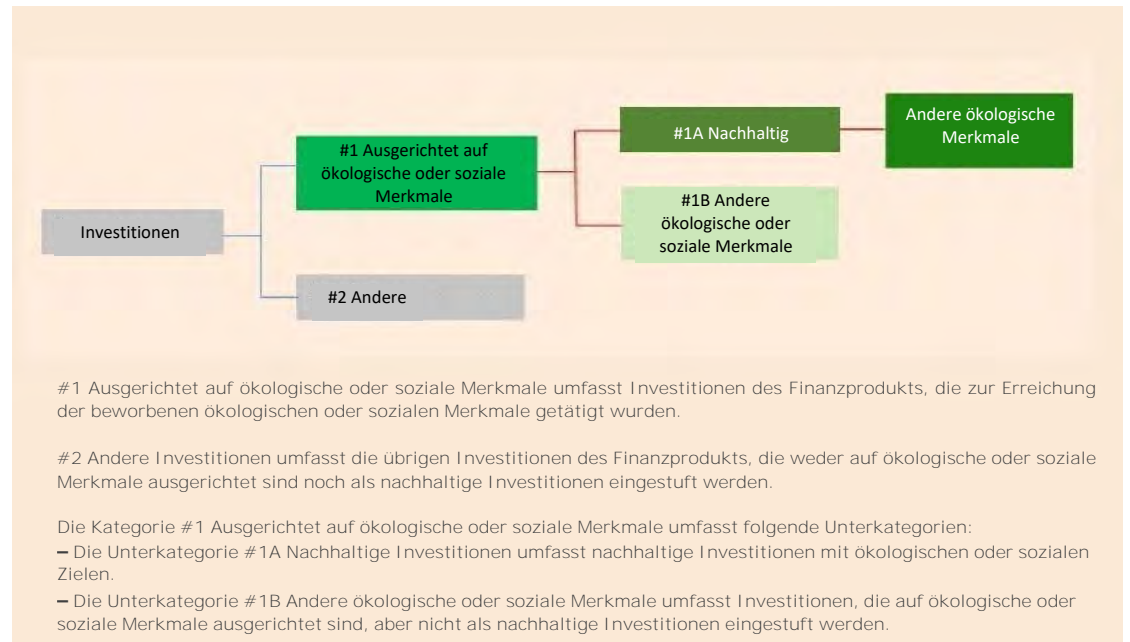 Andere ökologische
Merkmale
#1A Nachhaltig
#1 Ausgerichtet auf
ökologische oder soziale
Merkmale
#1B Andere
ökologische oder
soziale Merkmale
Investitionen
#2 Andere
#1 Ausgerichtet auf ökologische oder soziale Merkmale umfasst Investitionen des Finanzprodukts, die zur Erreichung
der beworbenen ökologischen oder sozialen Merkmale getätigt wurden.
#2 Andere Investitionen umfasst die übrigen Investitionen des Finanzprodukts, die weder auf ökologische oder soziale
Merkmale ausgerichtet sind noch als nachhaltige Investitionen eingestuft werden.
Die Kategorie #1 Ausgerichtet auf ökologische oder soziale Merkmale umfasst folgende Unterkategorien:
– Die Unterkategorie #1A Nachhaltige Investitionen umfasst nachhaltige Investitionen mit ökologischen oder sozialen
Zielen.
– Die Unterkategorie #1B Andere ökologische oder soziale Merkmale umfasst Investitionen, die auf ökologische oder
soziale Merkmale ausgerichtet sind, aber nicht als nachhaltige Investitionen eingestuft werden.